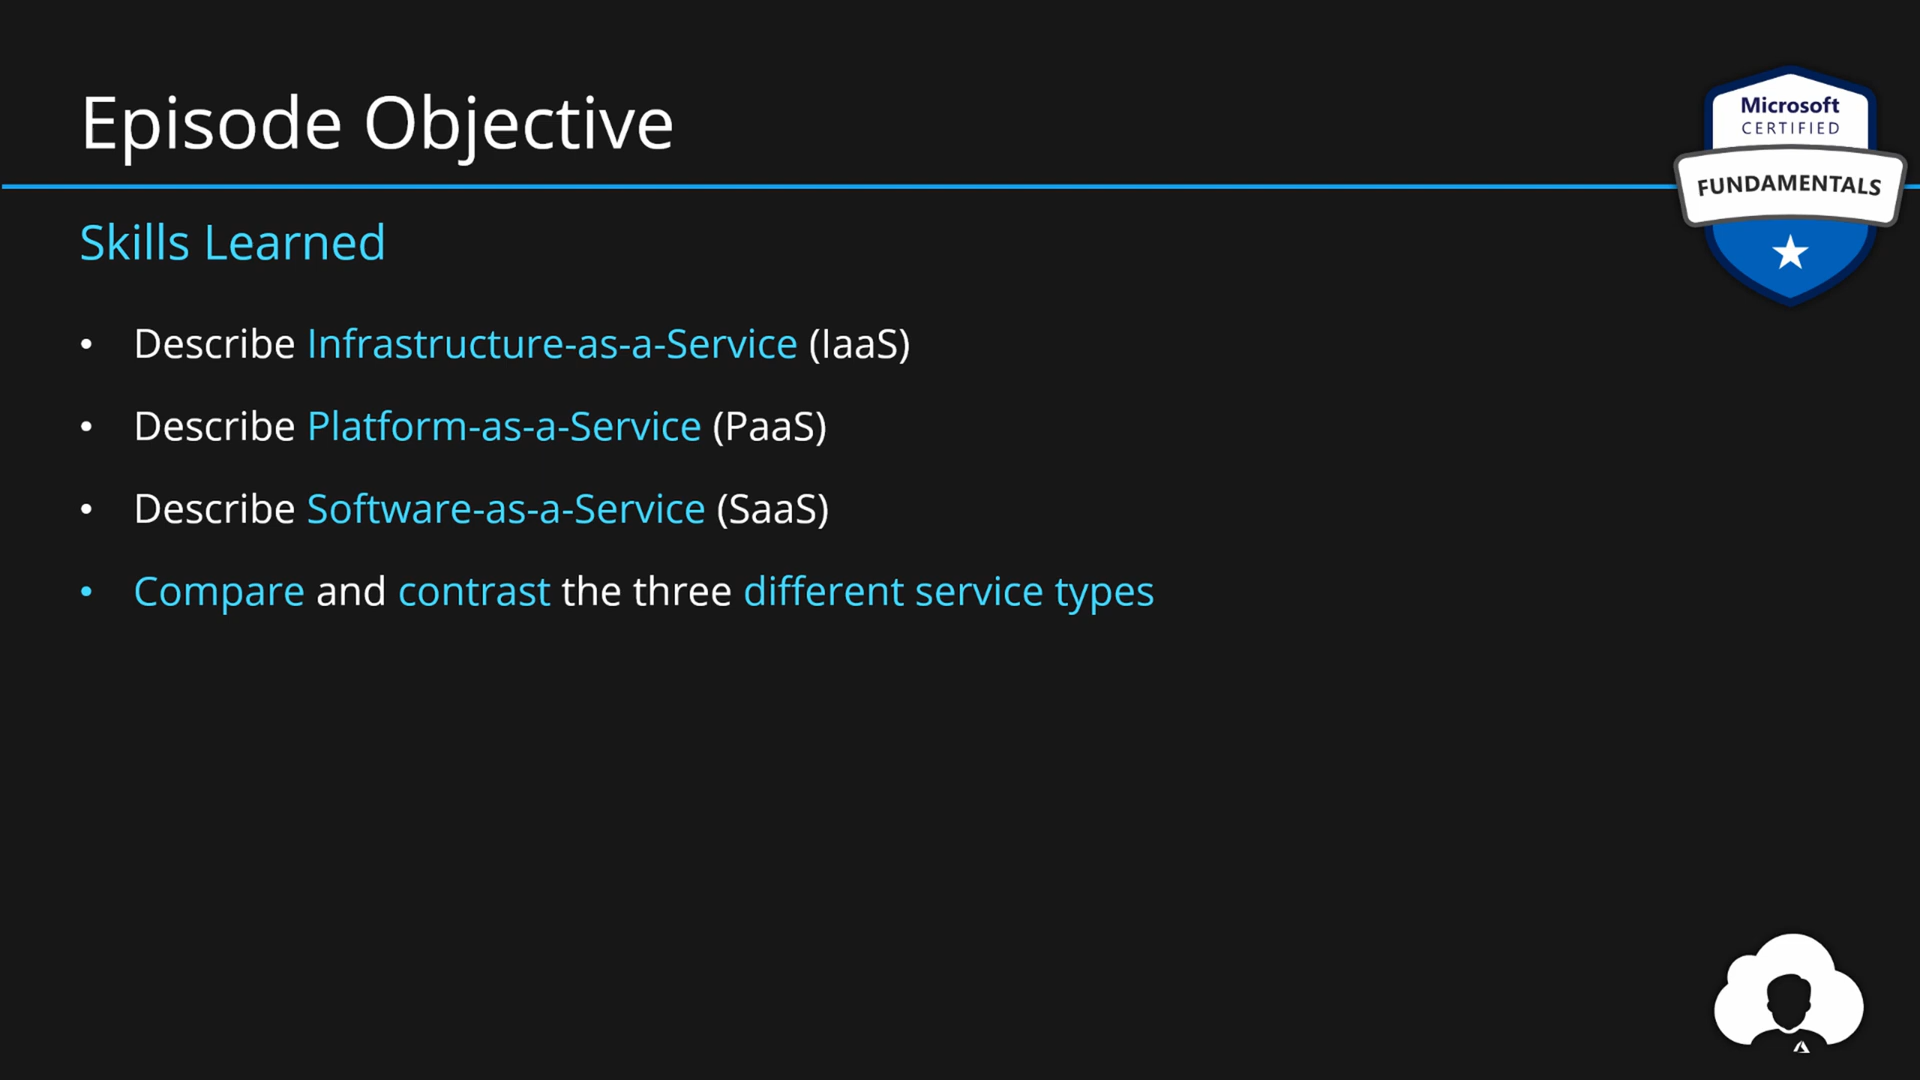 Episode Objective
Microsoft
CERTIFIED
FUNDAMENTALS
Skills Learned
• Describe Infrastructure-as-a-Service (IaaS)
• Describe Platform-as-a-Service (PaaS)
• Describe Software-as-a-Service (SaaS)
• Compare and contrast the three different service types